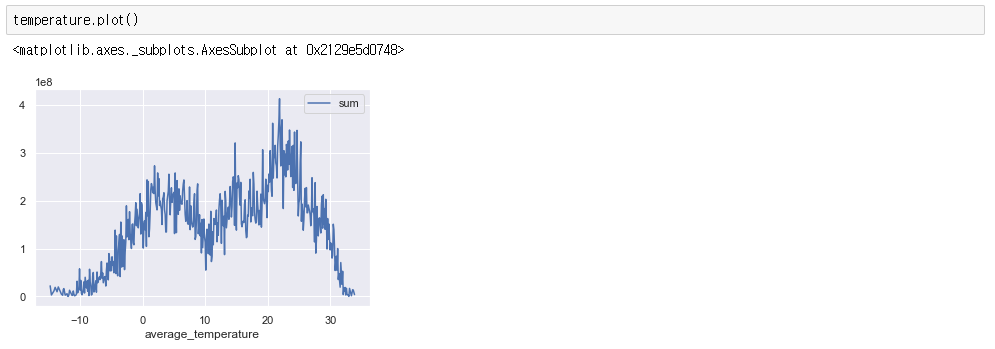 temperature.plot()
<matplotlib.axes._subplots.AxesSubplot at 0x2129e5d0748>
1e8
sum
4
3
2
1
0
−10
0
10
20
30
average_temperature